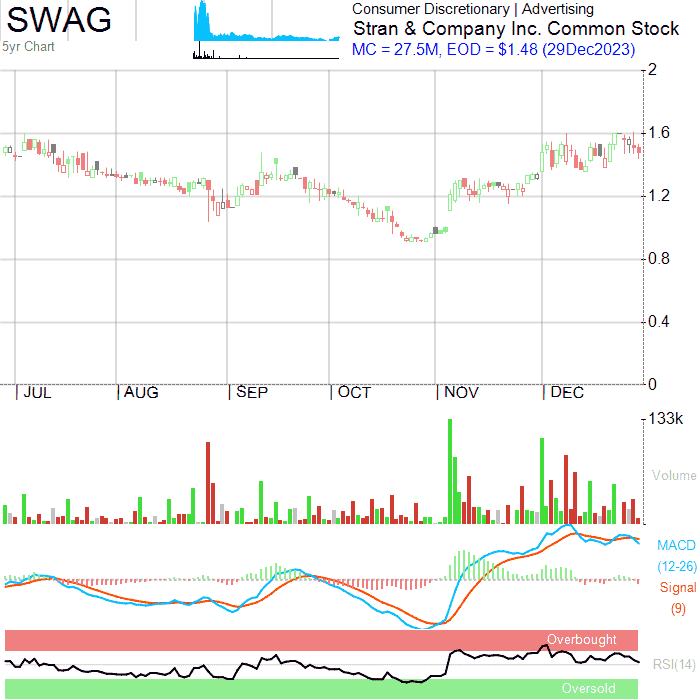 SWAG
5yr Chart
Consumer Discretionary | Advertising
Stran & Company Inc. Common Stock
MC = 27.5M, EOD = $1.48 (29Dec2023)
2
1.6
1.2
0.8
0.4
0
JUL AUG SEP OCT NOV DEC
133k
Volume
MACD
(12-26)
Signal
(9)
Overbought
RSI(14)
Oversold